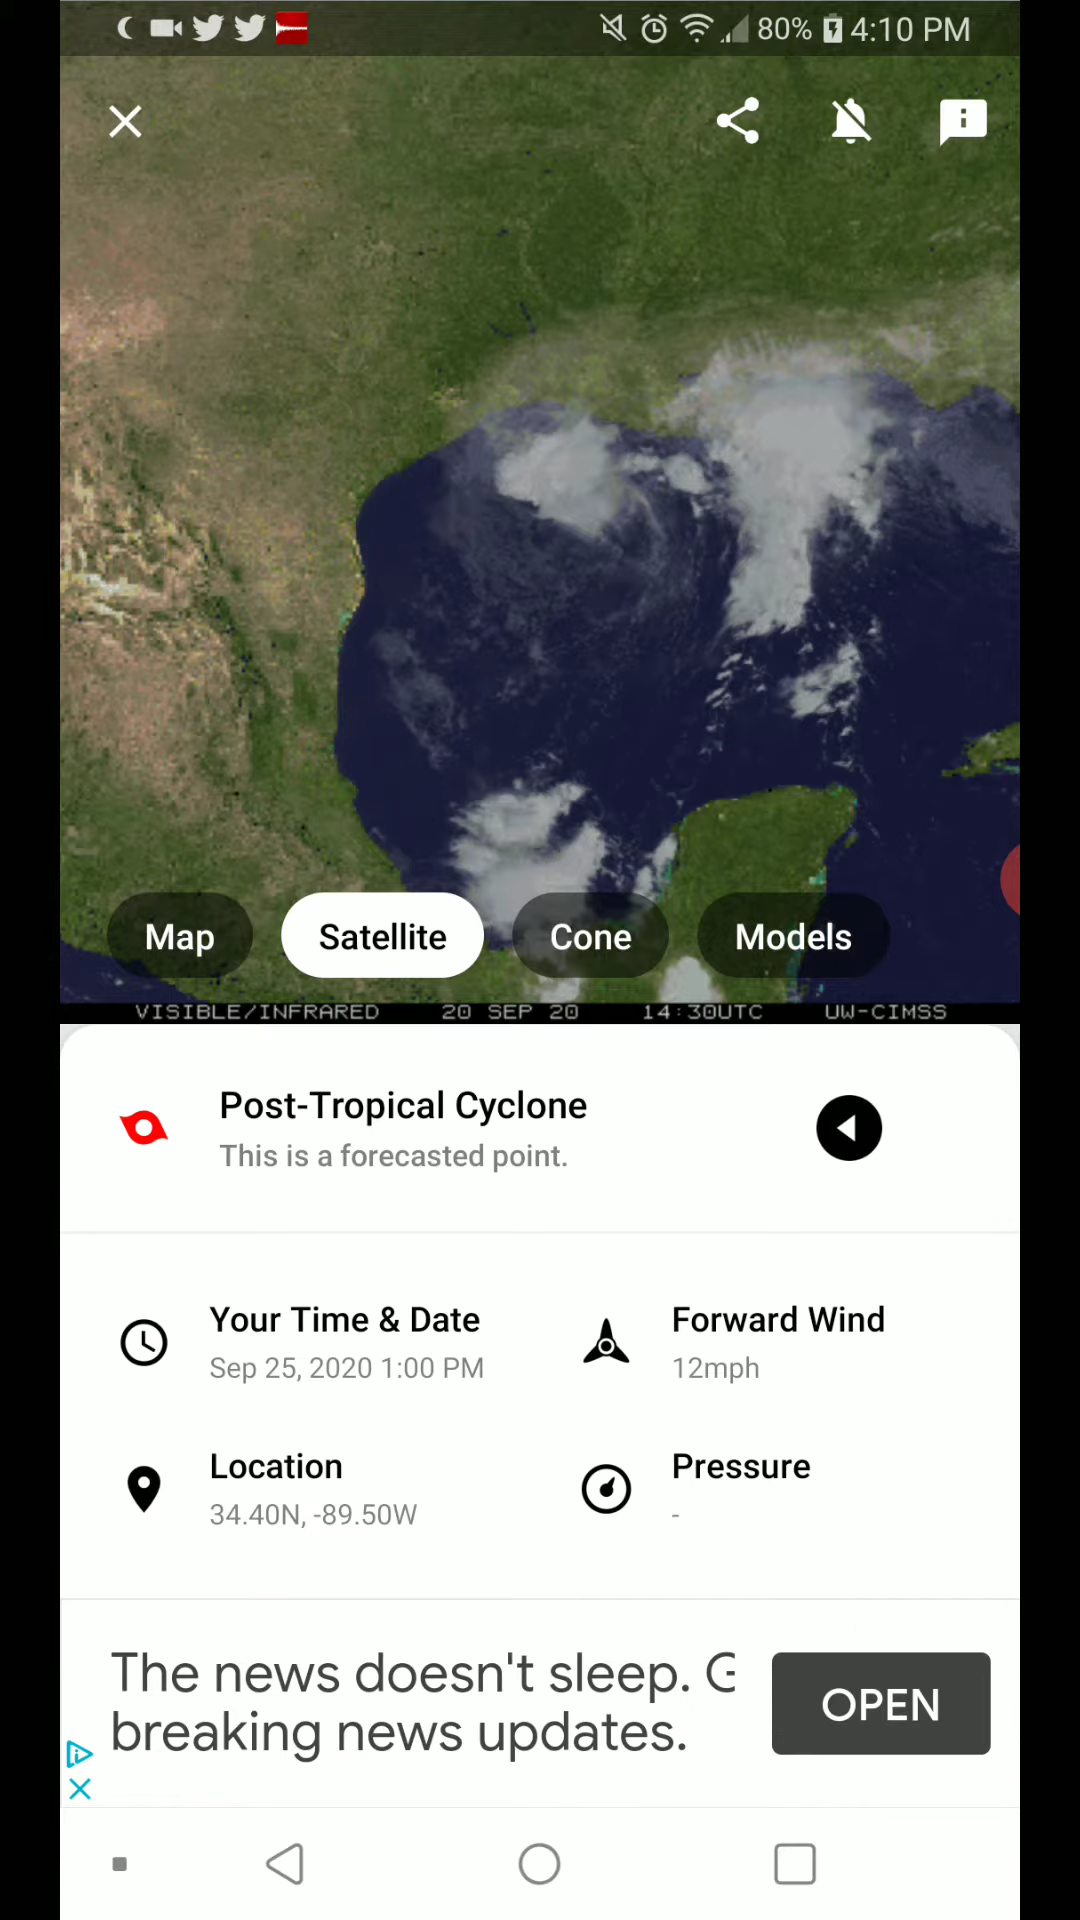 80% 4:10 PM
Map Satellite Cone Models
VISIBLE/INFRARED 20 SEP 20 14:30UTC UW-CIMSS
Post-Tropical Cyclone
This is a forecasted point.
Your Time & Date
Sep 25, 2020 1:00 PM
Forward Wind
12mph
Location
34.40N, -89.50W
Pressure
-
The news doesn't sleep. G
breaking news updates.
OPEN